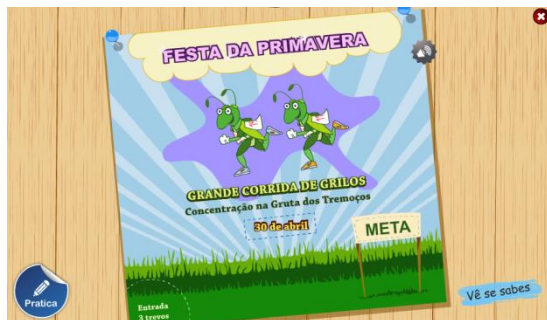 FESTA DA PRIMAVERA
GRANDE CORRIDA DE GRILOS
Concentração na Gruta dos Tremoços
30 de abril
META
Entrada
3 trevos
Pratica
Vê se sabes